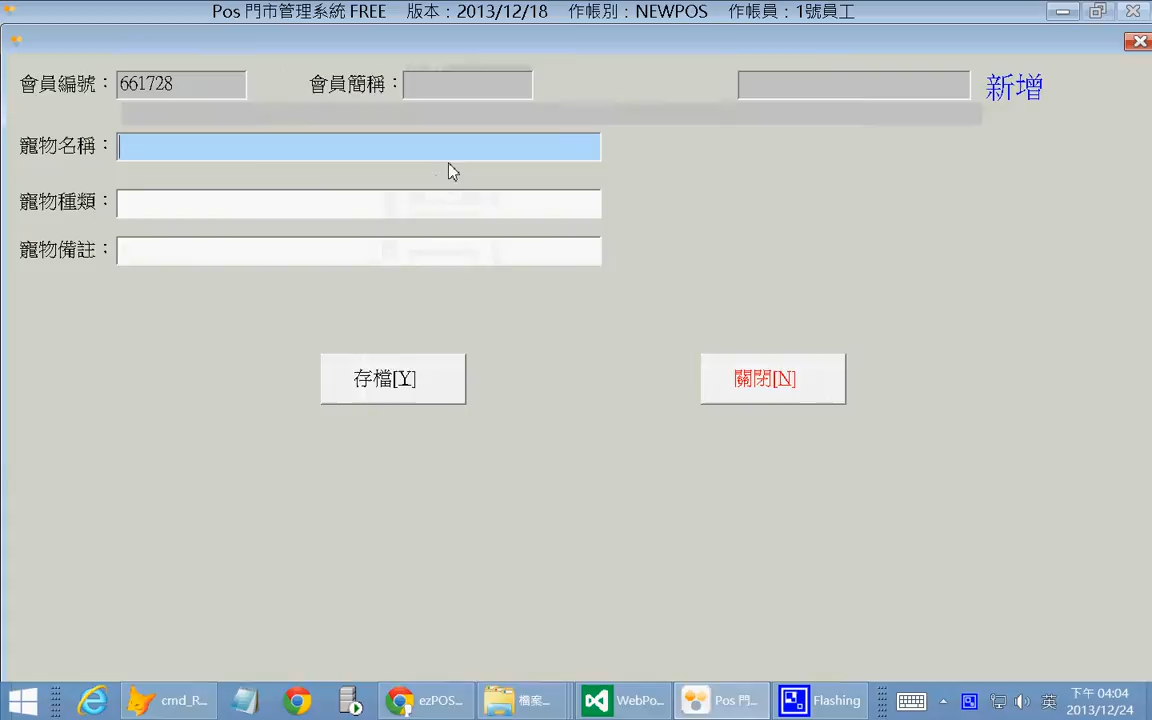 Pos 門市管理系統 FREE 版本：2013/12/18 作帳別：NEWPOS 作帳員：1號員工
會員編號： 661728 會員簡稱： 新增
寵物名稱：
寵物種類：
寵物備註：
存檔[Y] 關閉[N]
cmd_R... ezPOS... 檔案... WebPo... Pos 門... Flashing 英 下午 04:04
2013/12/24